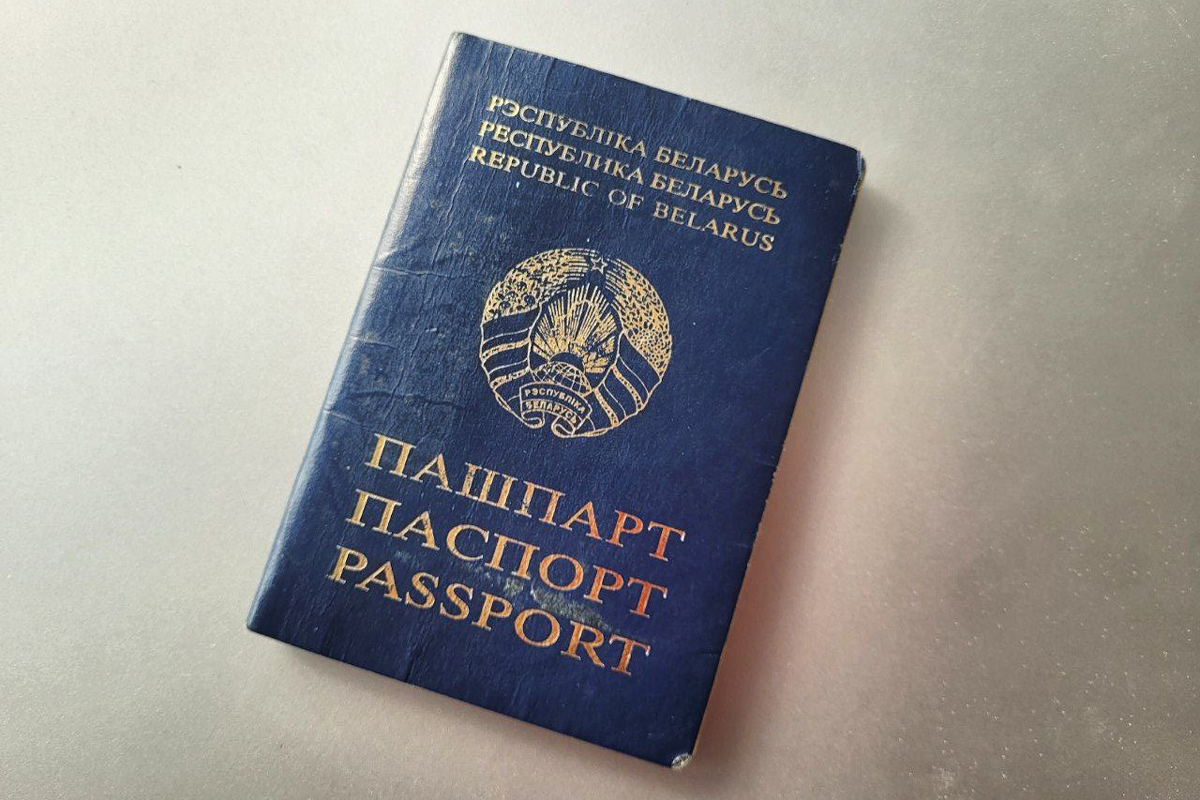 РЭСПУБЛІКА БЕЛАРУСЬ
РЕСПУБЛИКА БЕЛАРУСЬ
REPUBLIC OF BELARUS
РЭСПУБЛІКА
БЕЛАРУСЬ
ПАШПАРТ
ПАСПОРТ
PASSPORT